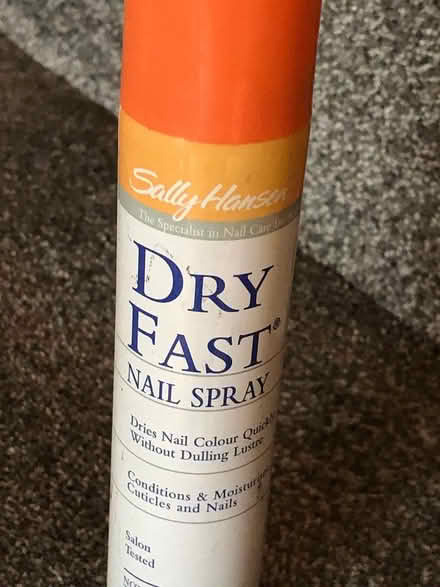 Sally Hansen
The Specialist in Nail Care
DRY
FAST®
NAIL SPRAY
Dries Nail Colour
Without Dulling Lustre
Conditions &
Cuticles and Nails
Salon
Tested